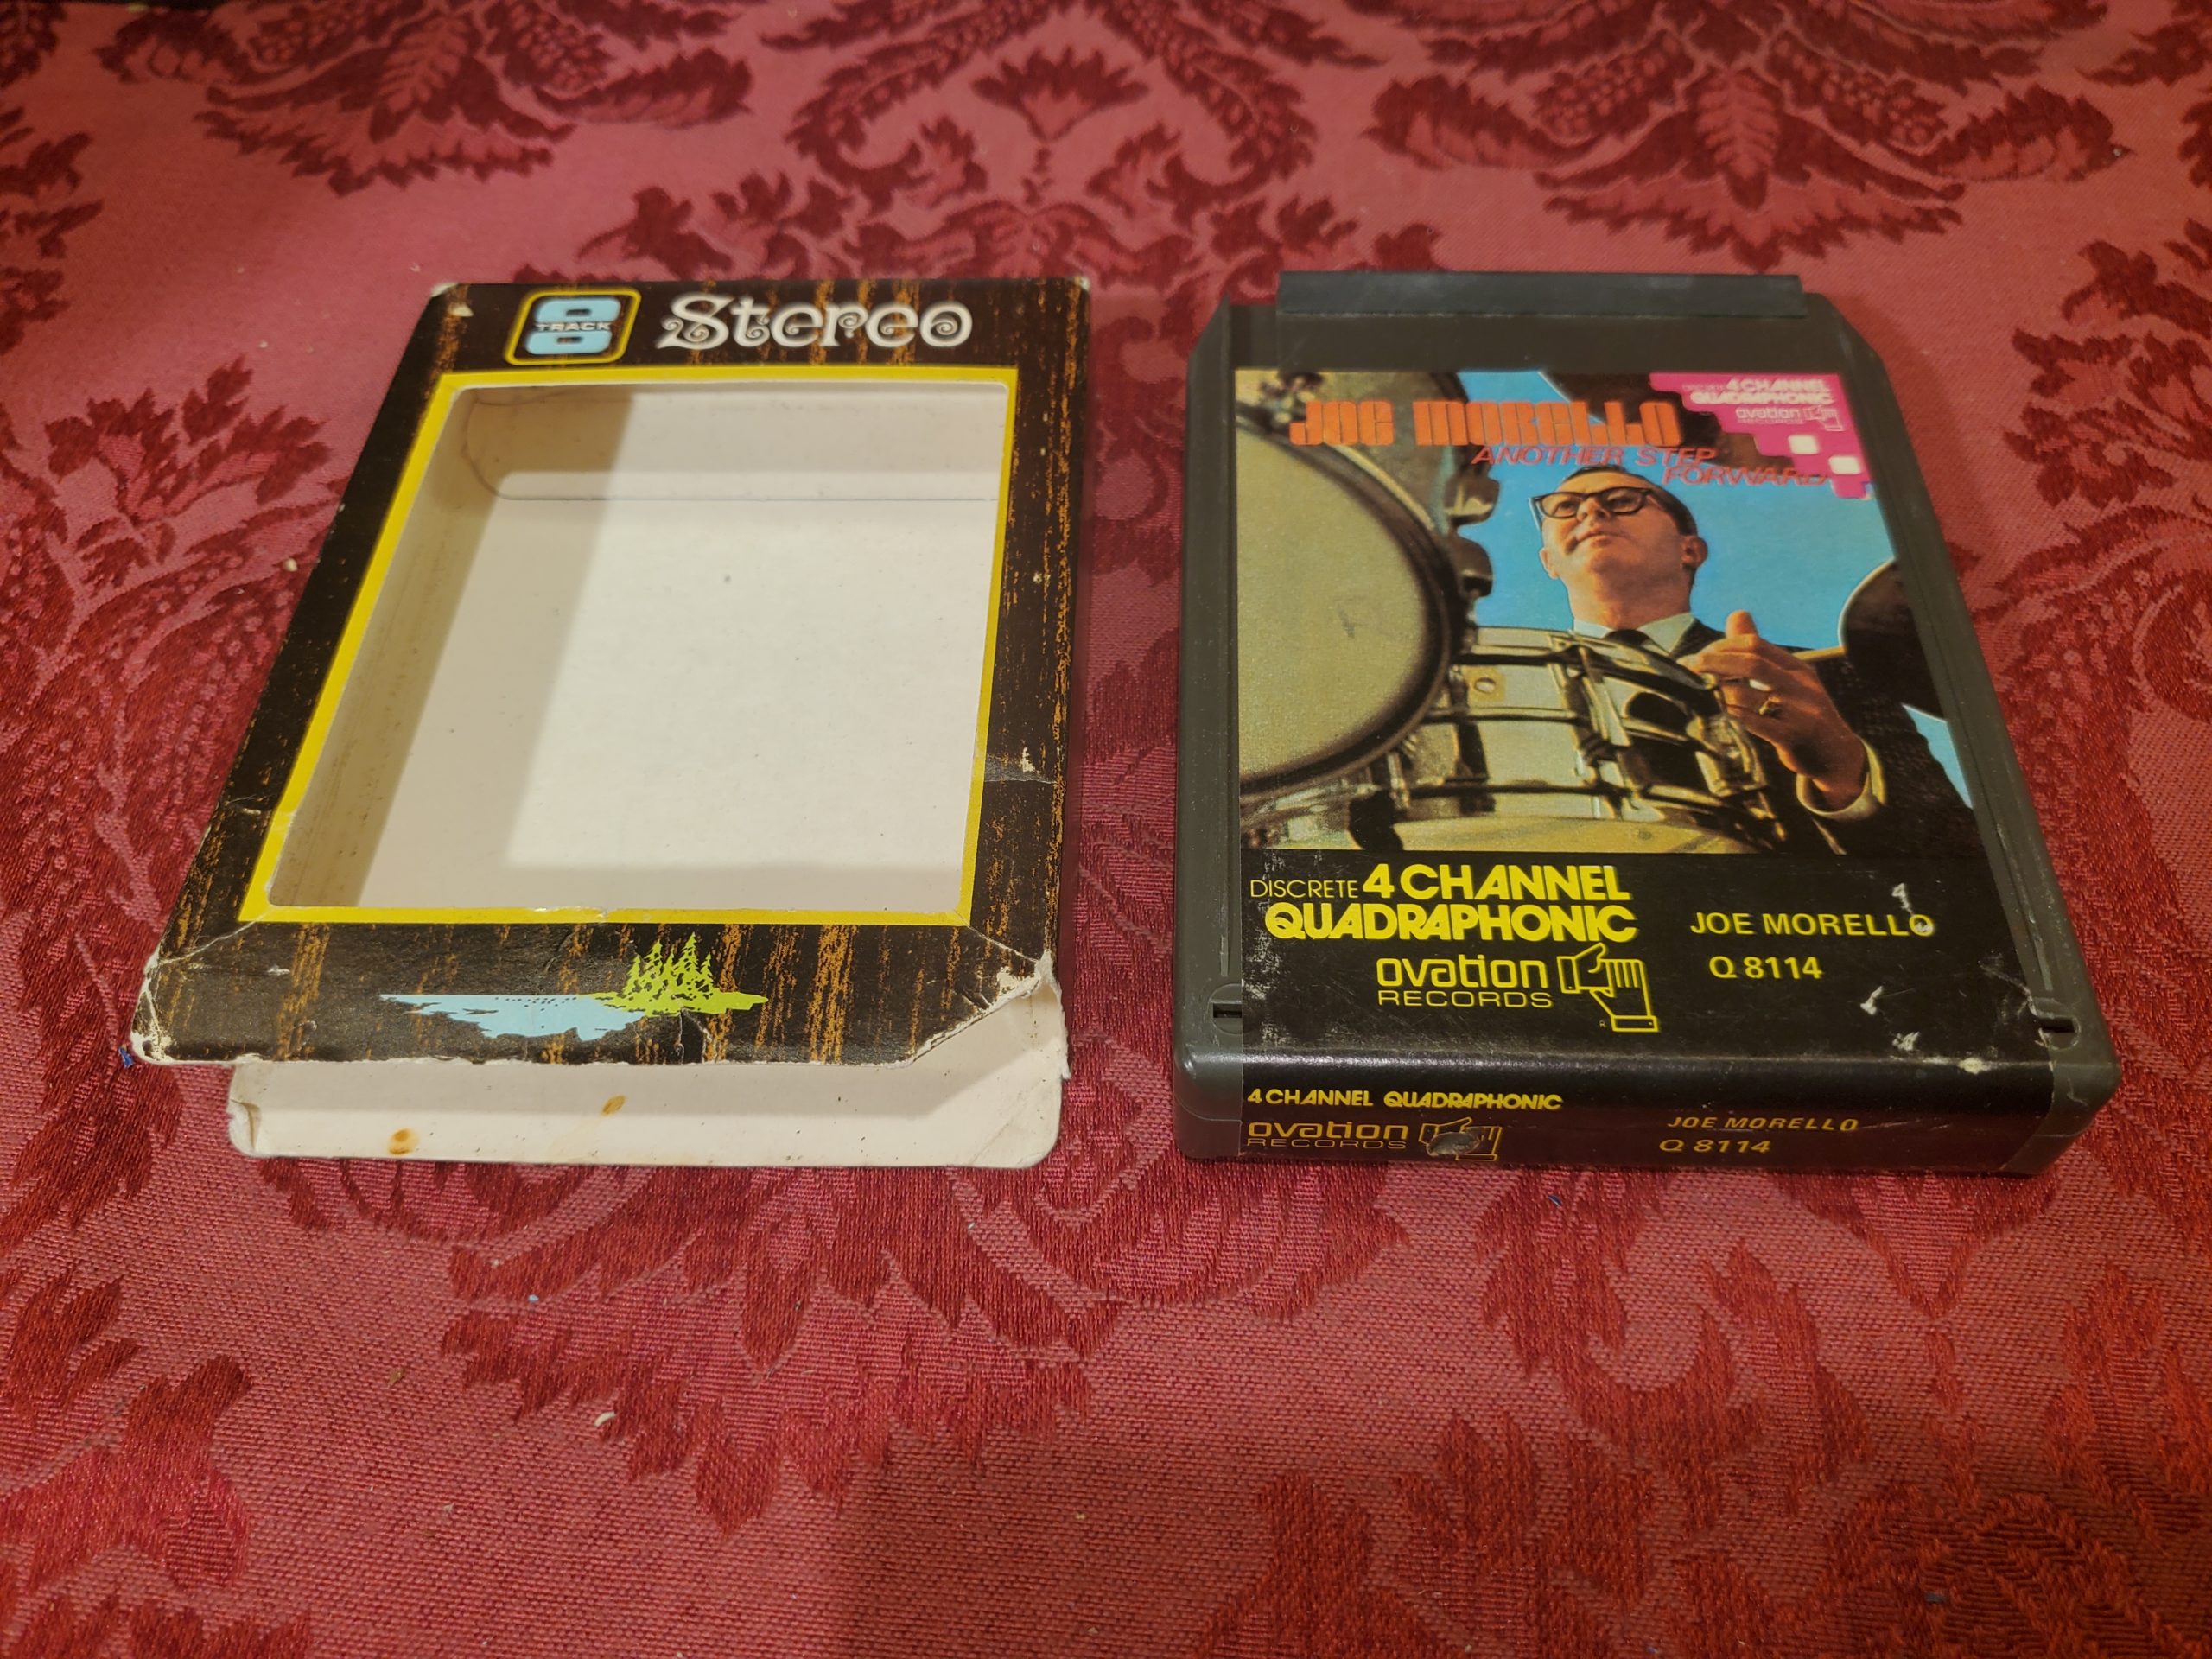 8
TRACK
Stereo
JOE MORELLO
ANOTHER STEP
FORWARD
DISCRETE 4 CHANNEL
QUADRAPHONIC
ovation
RECORDS
DISCRETE 4 CHANNEL
QUADRAPHONIC
ovation
RECORDS
R
JOE MORELLO
Q 8114
4 CHANNEL QUADRAPHONIC
ovation
RECORDS
JOE MORELLO
Q 8114